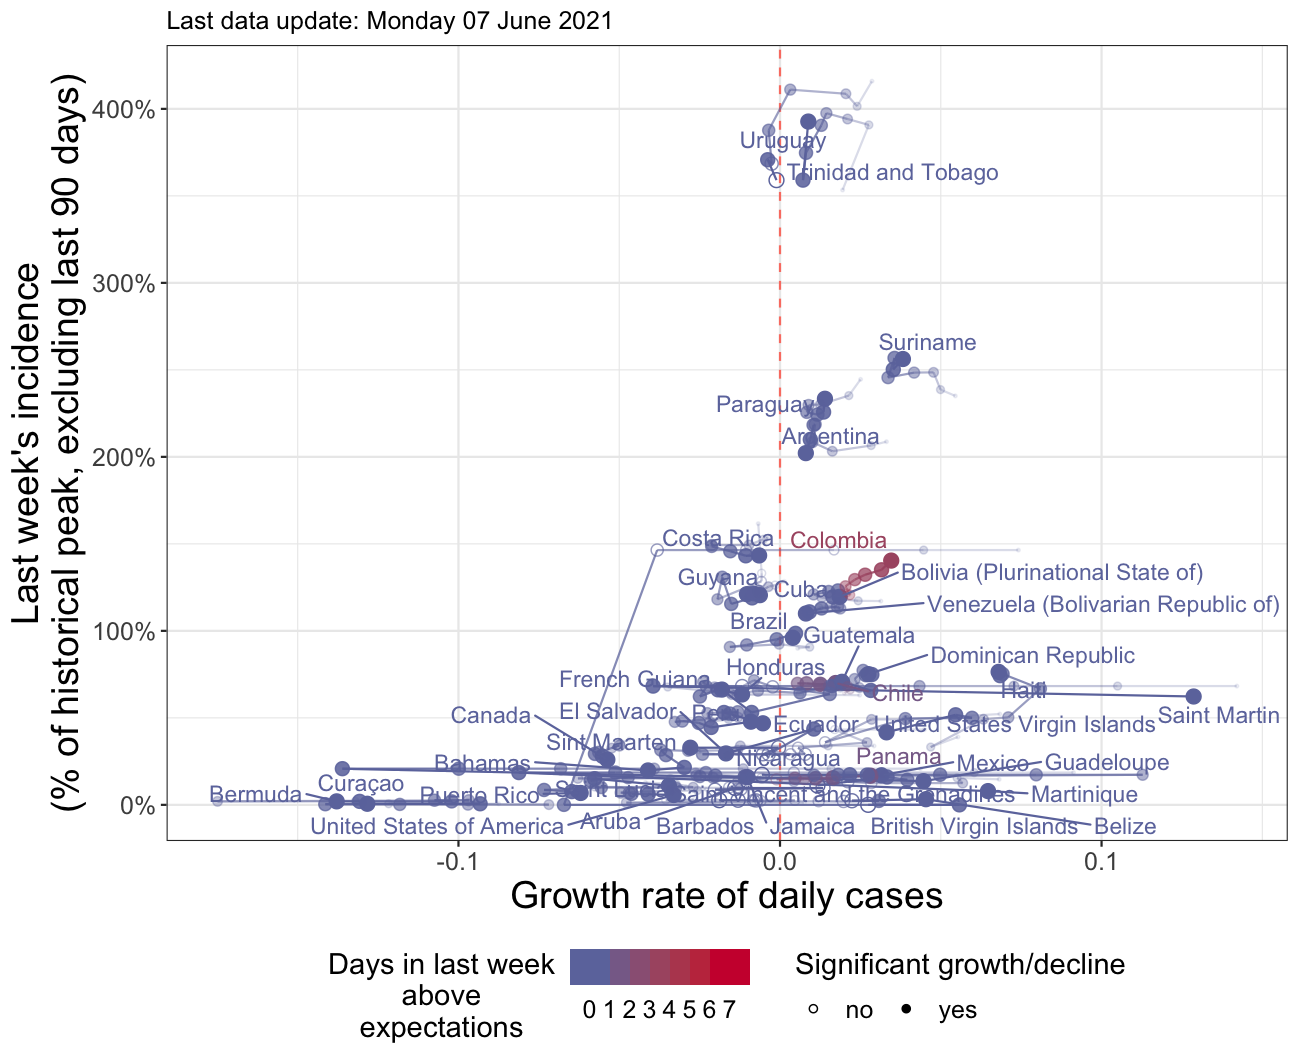 Last data update: Monday 07 June 2021
Last week's incidence
(% of historical peak, excluding last 90 days)
400%
300%
200%
100%
0%
Uruguay
Trinidad and Tobago
Suriname
Paraguay
Argentina
Costa Rica
Colombia
Bolivia (Plurinational State of)
Guyana
Cuba
Venezuela (Bolivarian Republic of)
Brazil
Guatemala
Dominican Republic
Honduras
French Guiana
Chile
Haiti
Saint Martin
Canada
El Salvador
Peru
Ecuador
United States Virgin Islands
Sint Maarten
Bahamas
Nicaragua
Panama
Mexico
Guadeloupe
Curaçao
Bermuda
Puerto Rico
Saint Vincent and the Grenadines
Martinique
United States of America
Aruba
Barbados
Jamaica
British Virgin Islands
Belize
-0.1
0.0
0.1
Growth rate of daily cases
Days in last week
above
expectations
0 1 2 3 4 5 6 7
Significant growth/decline
no
yes